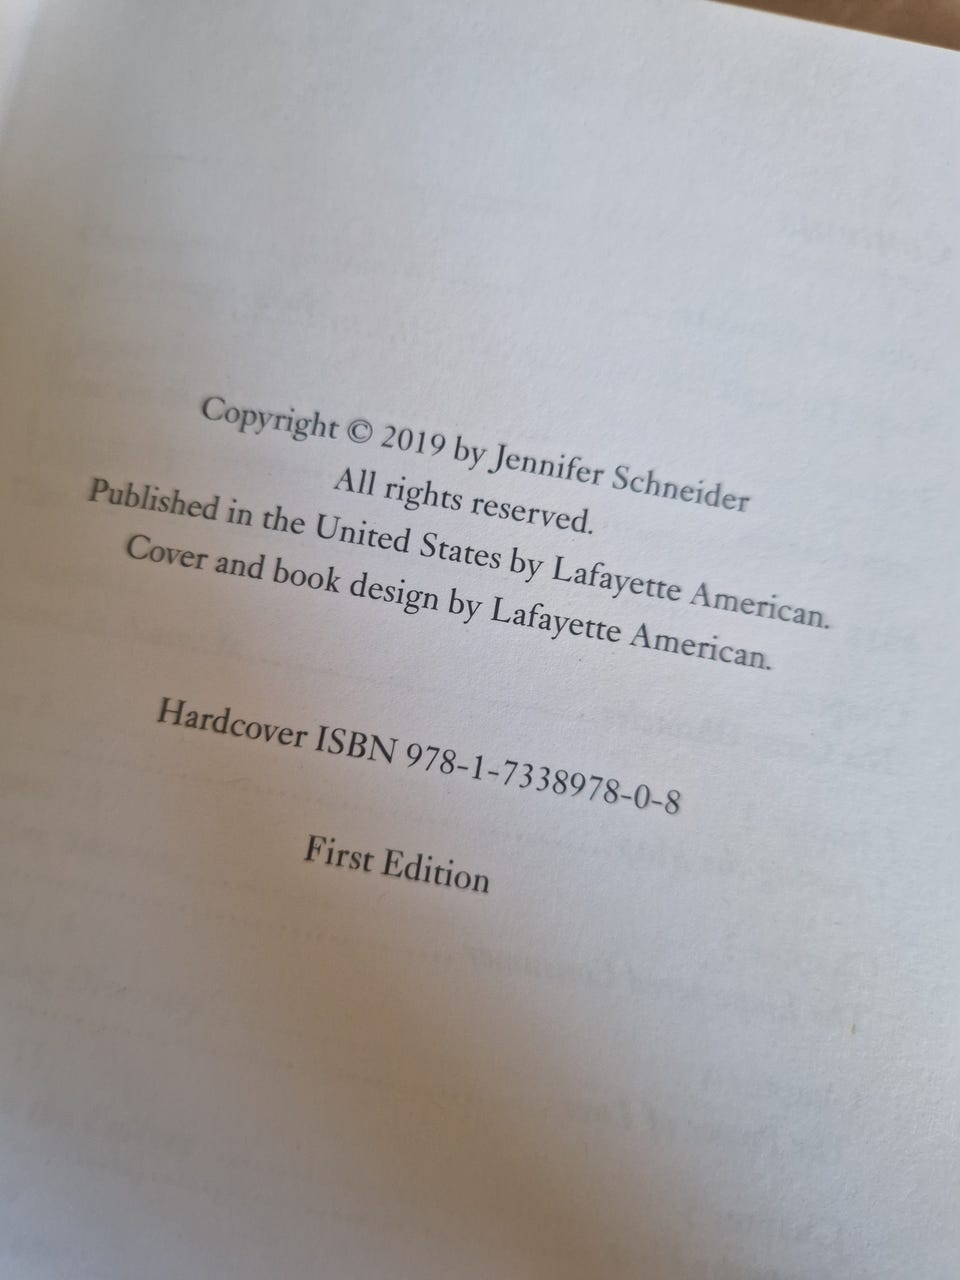 Copyright © 2019 by Jennifer Schneider
All rights reserved.
Published in the United States by Lafayette American.
Cover and book design by Lafayette American.
Hardcover ISBN 978-1-7338978-0-8
First Edition